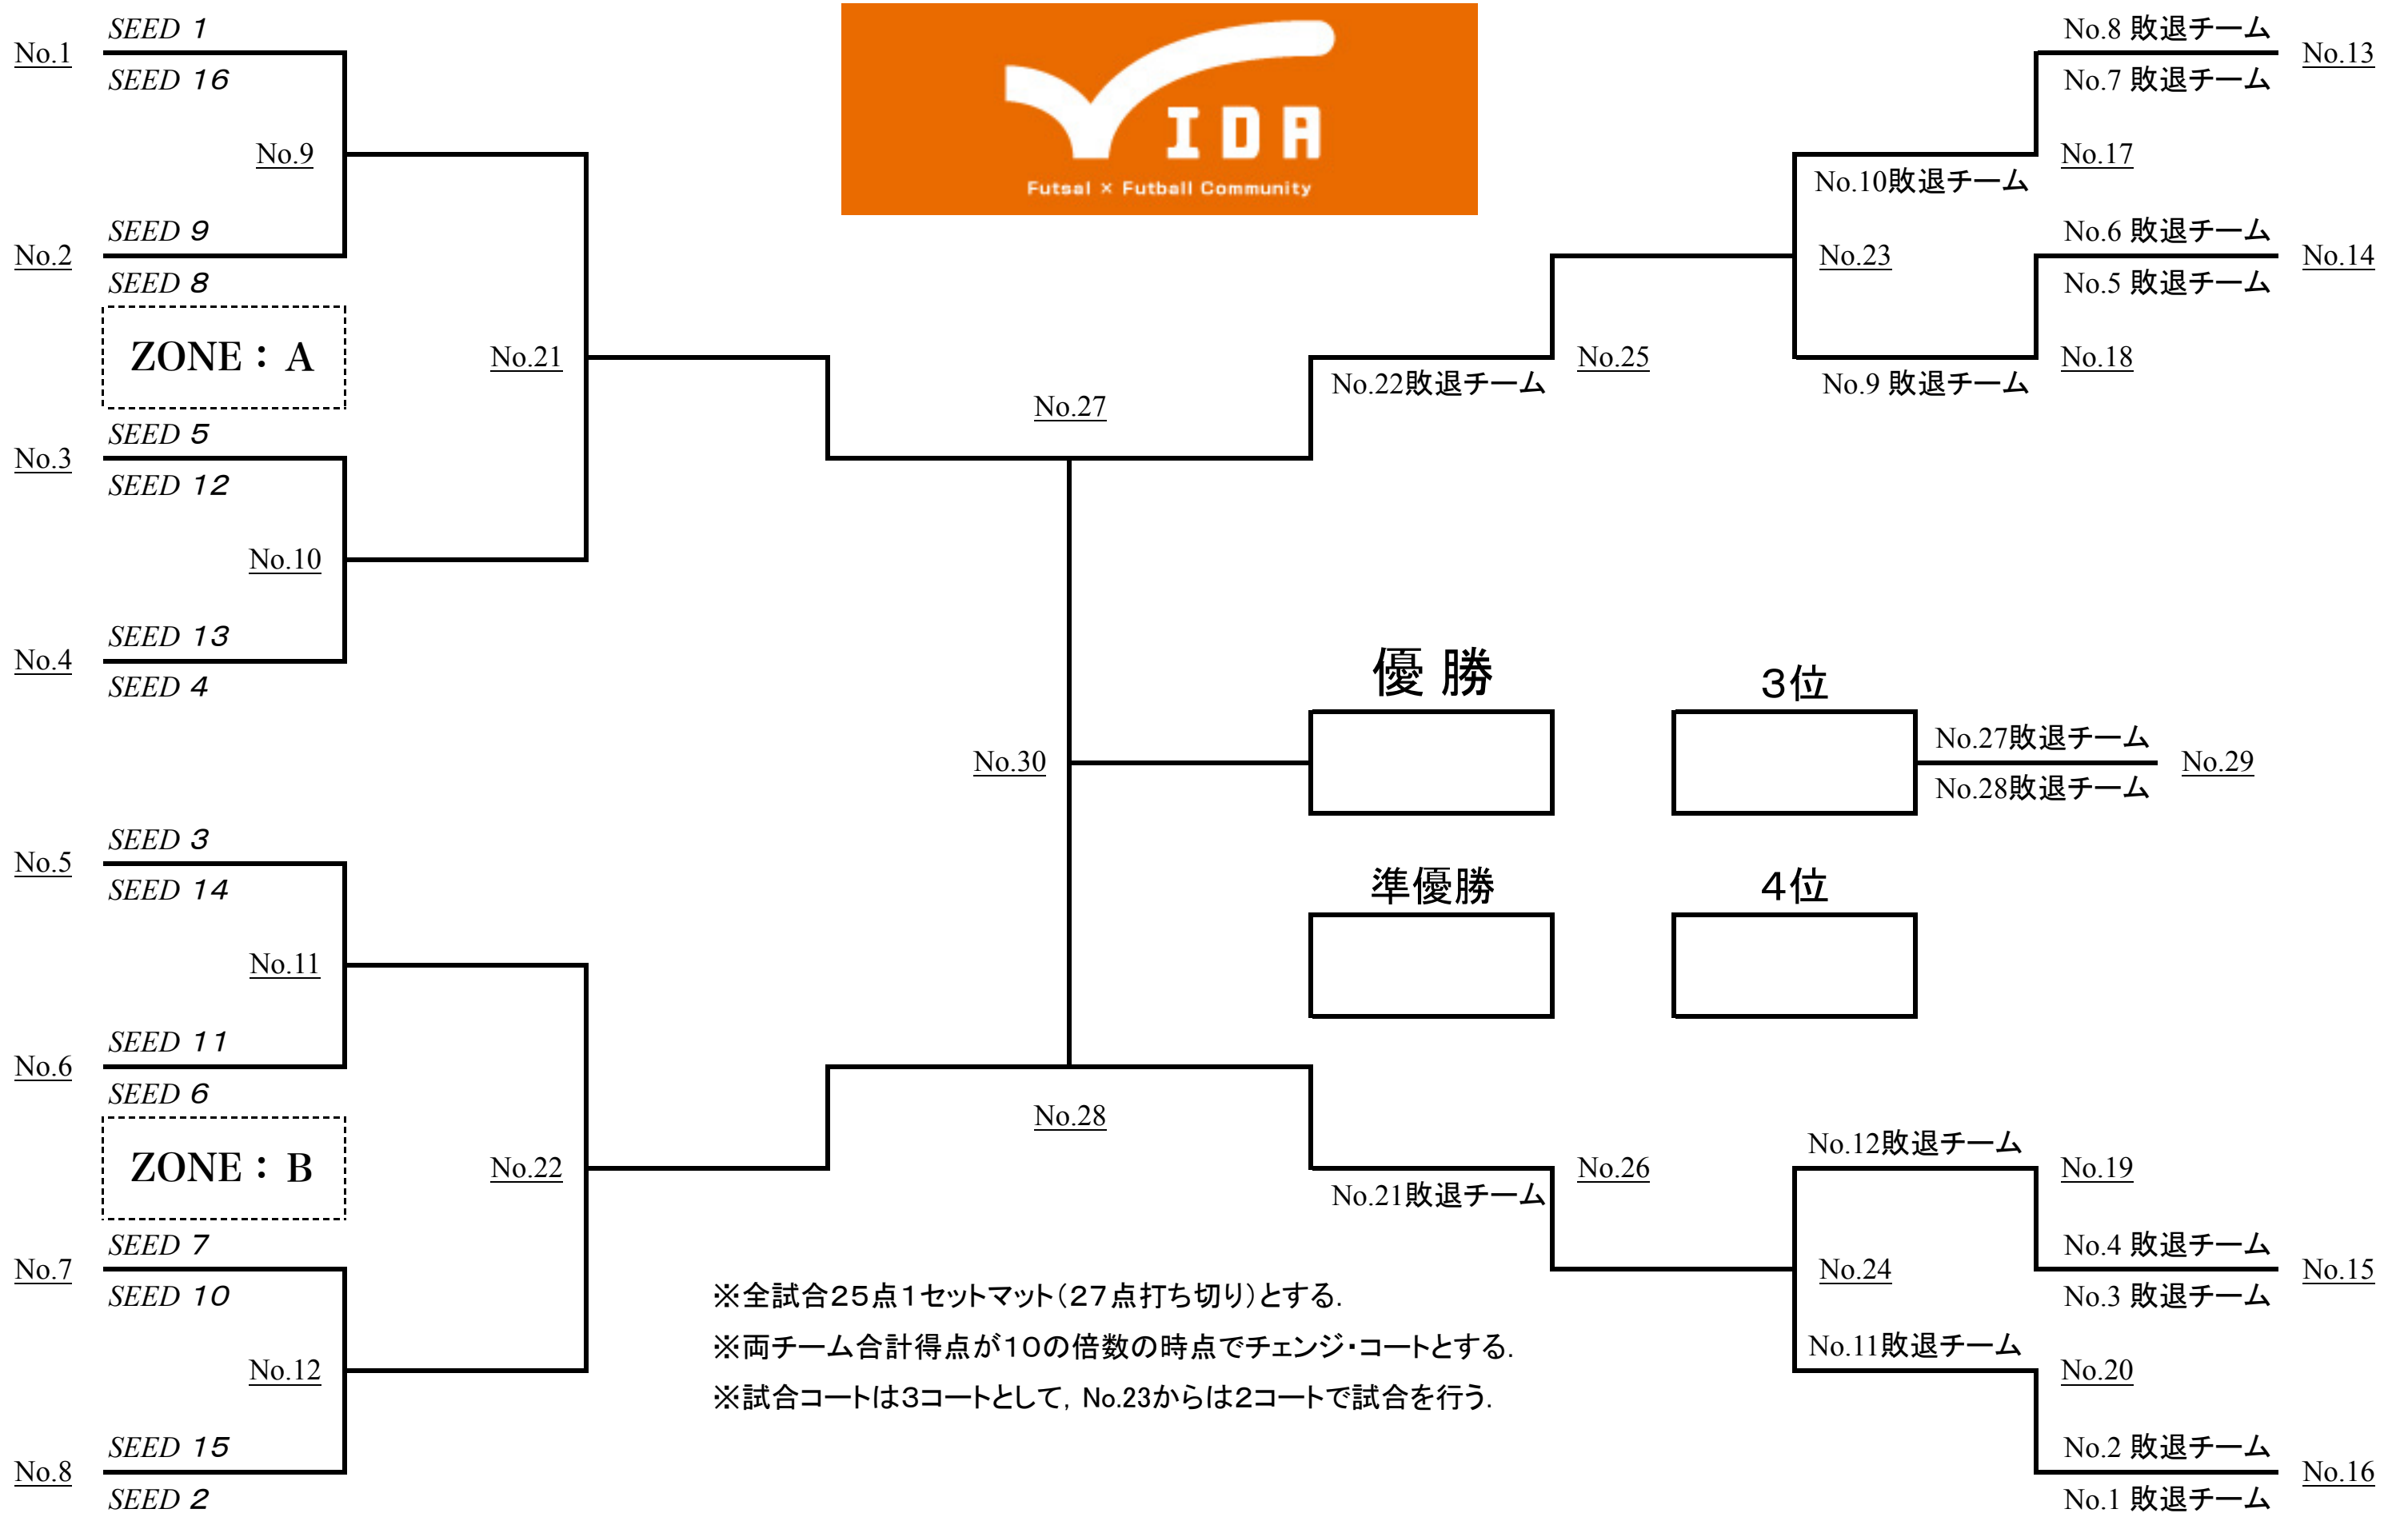 SEED 1
No.1
SEED 16
No.9
SEED 9
No.2
SEED 8
ZONE： A
No.21
SEED 5
No.3
SEED 12
No.10
SEED 13
No.4
SEED 4
SEED 3
No.5
SEED 14
No.11
SEED 11
No.6
SEED 6
ZONE： B
No.22
SEED 7
No.7
SEED 10
No.12
SEED 15
No.8
SEED 2
VIDA
Futsal × Futball Community
No.27
No.30
No.28
優 勝
3位
No.27敗退チーム
No.29
No.28敗退チーム
準優勝
4位
No.8 敗退チーム
No.13
No.7 敗退チーム
No.17
No.10敗退チーム
No.6 敗退チーム
No.23
No.14
No.5 敗退チーム
No.25
No.18
No.22敗退チーム
No.9 敗退チーム
No.12敗退チーム
No.26
No.19
No.21敗退チーム
No.4 敗退チーム
No.24
No.15
No.3 敗退チーム
No.11敗退チーム
No.20
No.2 敗退チーム
No.16
No.1 敗退チーム
※全試合25点1セットマット（27点打ち切り）とする．
※両チーム合計得点が10の倍数の時点でチェンジ・コートとする．
※試合コートは3コートとして，No.23からは2コートで試合を行う．